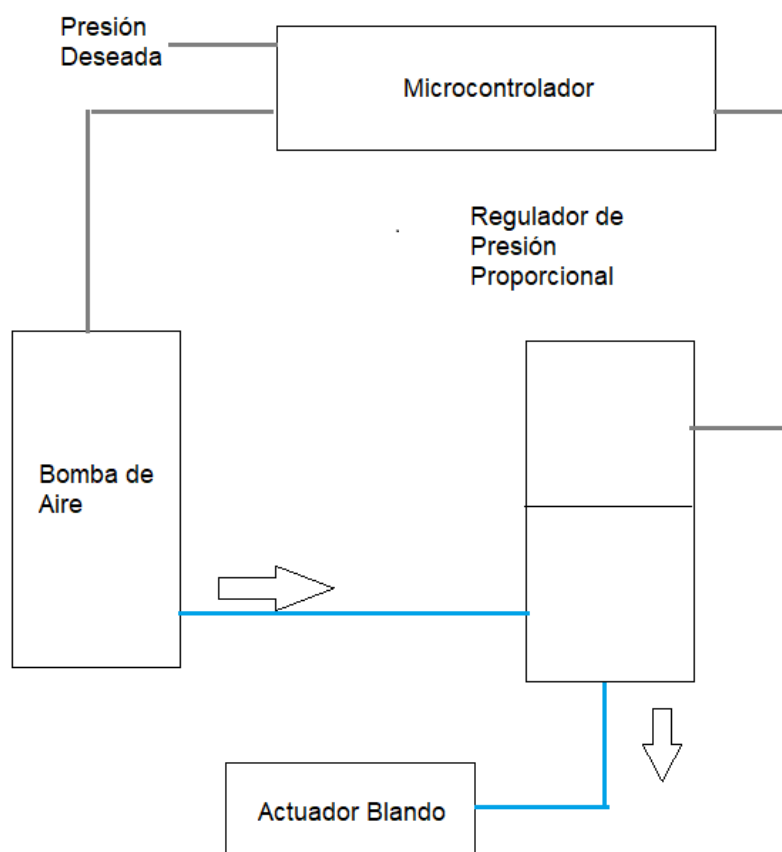 Presión
Deseada
Microcontrolador
Regulador de
Presión
Proporcional
Bomba de
Aire
Actuador Blando